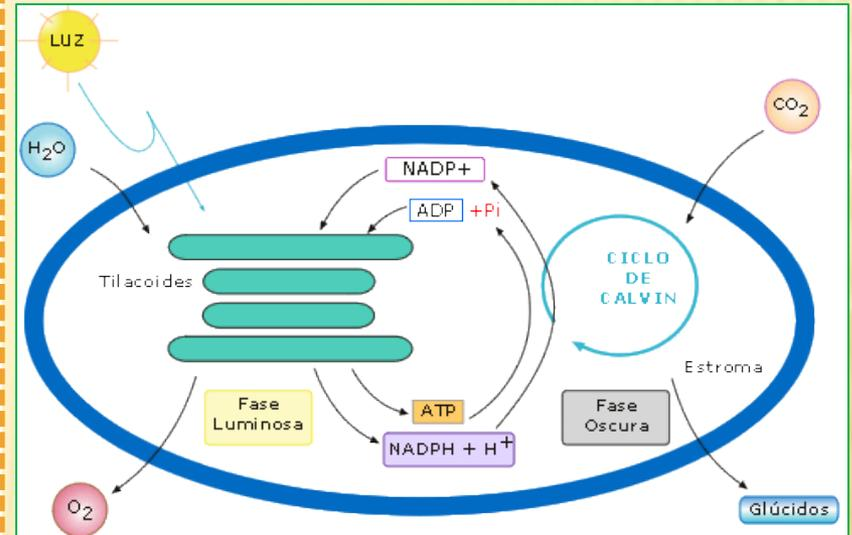 LUZ
CO2
H2O
NADP+
ADP +Pi
CICLO
DE
CALVIN
Tilacoides
Estroma
Fase
Luminosa
ATP
Fase
Oscura
NADPH + H+
O2
Glúcidos